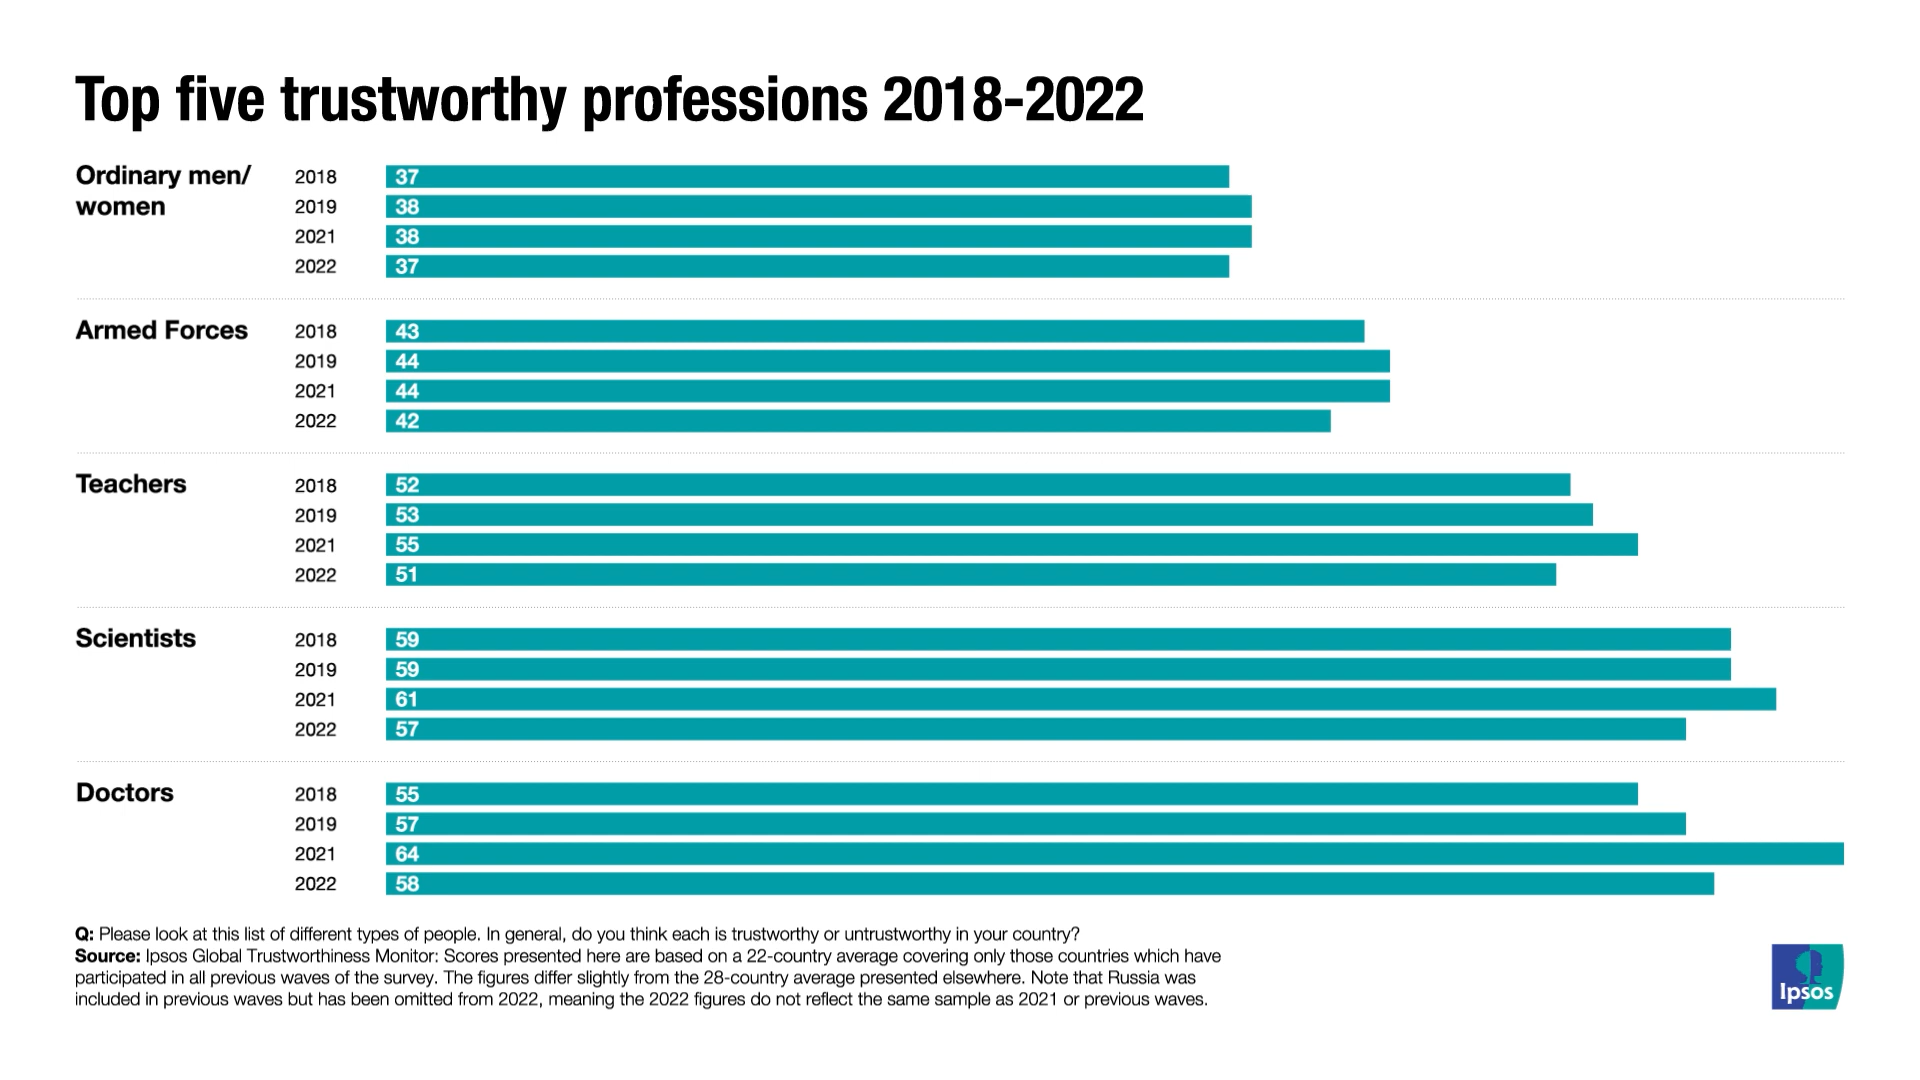 Top five trustworthy professions 2018-2022
Ordinary men/
women
2018 37
2019 38
2021 38
2022 37
Armed Forces
2018 43
2019 44
2021 44
2022 42
Teachers
2018 52
2019 53
2021 55
2022 51
Scientists
2018 59
2019 59
2021 61
2022 57
Doctors
2018 55
2019 57
2021 64
2022 58
Q: Please look at this list of different types of people. In general, do you think each is trustworthy or untrustworthy in your country?
Source: Ipsos Global Trustworthiness Monitor: Scores presented here are based on a 22-country average covering only those countries which have
participated in all previous waves of the survey. The figures differ slightly from the 28-country average presented elsewhere. Note that Russia was
included in previous waves but has been omitted from 2022, meaning the 2022 figures do not reflect the same sample as 2021 or previous waves.
Ipsos